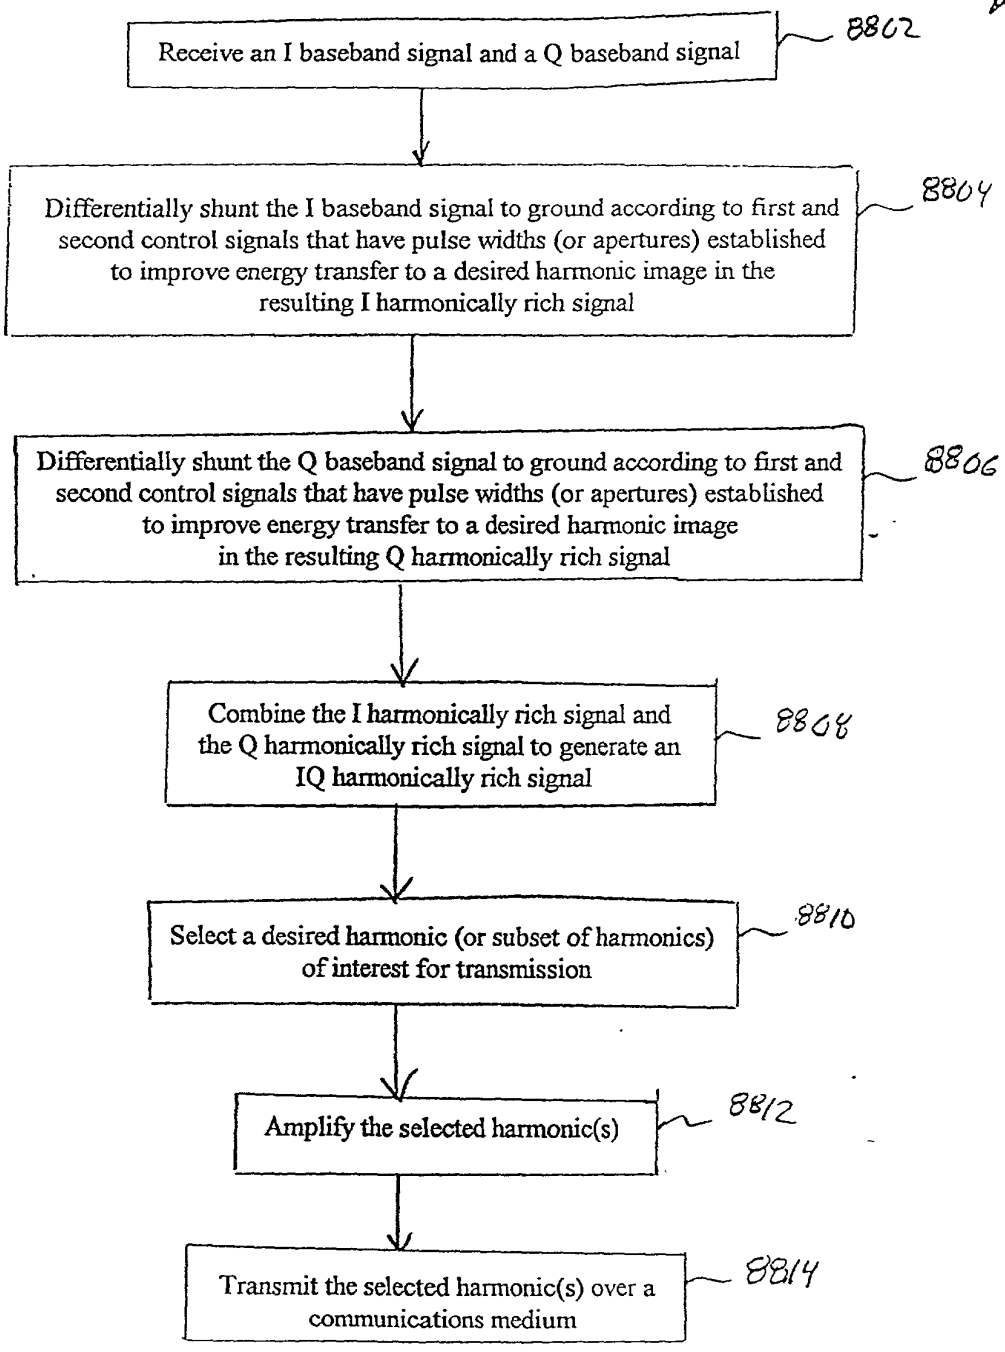 Receive an I baseband signal and a Q baseband signal
8802
Differentially shunt the I baseband signal to ground according to first and
second control signals that have pulse widths (or apertures) established
to improve energy transfer to a desired harmonic image in the
resulting I harmonically rich signal
8804
Differentially shunt the Q baseband signal to ground according to first and
second control signals that have pulse widths (or apertures) established
to improve energy transfer to a desired harmonic image
in the resulting Q harmonically rich signal
8806
Combine the I harmonically rich signal and
the Q harmonically rich signal to generate an
IQ harmonically rich signal
8808
Select a desired harmonic (or subset of harmonics)
of interest for transmission
8810
Amplify the selected harmonic(s)
8812
Transmit the selected harmonic(s) over a
communications medium
8814